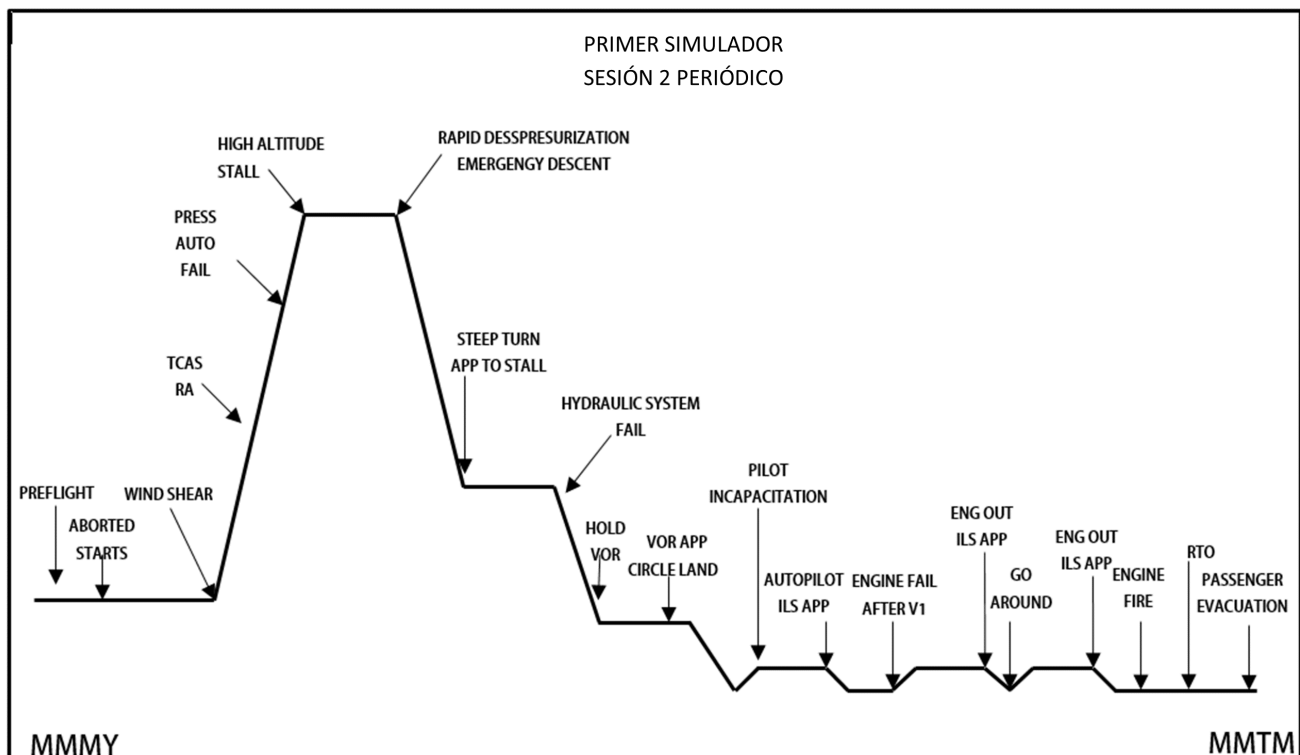 PRIMER SIMULADOR
SESIÓN 2 PERIÓDICO
HIGH ALTITUDE
STALL
RAPID DESSPRESURIZATION
EMERGENGY DESCENT
PRESS
AUTO
FAIL
TCAS
RA
STEEP TURN
APP TO STALL
HYDRAULIC SYSTEM
FAIL
PREFLIGHT
ABORTED
STARTS
WIND SHEAR
HOLD
VOR
VOR APP
CIRCLE LAND
PILOT
INCAPACITATION
AUTOPILOT
ILS APP
ENGINE FAIL
AFTER V1
ENG OUT
ILS APP
GO
AROUND
ENG OUT
ILS APP
ENGINE
FIRE
RTO
PASSENGER
EVACUATION
MMMY
MMTM